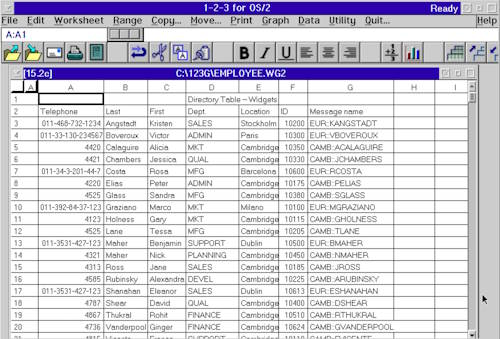 1-2-3 for OS/2 Ready
File Edit Worksheet Range Copy... Move... Print Graph Data Utility Quit... Help
A:A1
[15.2c] C:\123G\EMPLOYEE.WG2
A A B C D E F G H I
1 Directory Table – Widgets
2 Telephone Last First Dept. Location ID Message name
3 011-468-732-1234 Angstadt Kristen SALES Stockholm 10200 EUR::KANGSTADT
4 011-33-130-234567 Boveroux Victor ADMIN Paris 10300 EUR::VBOVEROUX
5 4420 Calaguire Alicia MKT Cambridge 10350 CAMB::ACALAGUIRE
6 4421 Chambers Jessica QUAL Cambridge 10330 CAMB::JCHAMBERS
7 011-34-3-201-44-7 Costa Rosa MFG Barcelona 10600 EUR::RCOSTA
8 4220 Elias Peter ADMIN Cambridge 10175 CAMB::PELIAS
9 4525 Glass Sandra MFG Cambridge 10380 CAMB::SGLASS
10 011-392-84-37-123 Graziano Marco MKT Milano 10100 EUR::MGRAZIANO
11 4123 Holness Gary MKT Cambridge 10115 CAMB::GHOLNESS
12 4525 Lane Tessa MFG Cambridge 10205 CAMB::TLANE
13 011-3531-427-123 Maher Benjamin SUPPORT Dublin 10500 EUR::BMAHER
14 4321 Maher Nick PLANNING Cambridge 10450 CAMB::NMAHER
15 4313 Ross Jane SALES Cambridge 10185 CAMB::JROSS
16 4585 Rubinsky Alexandra DEVEL Cambridge 10225 CAMB::ARUBINSKY
17 011-3531-427-123 Shanahan Eleanor SALES Dublin 10613 EUR::ESHANAHAN
18 4787 Shear David QUAL Cambridge 10400 CAMB::DSHEAR
19 4867 Thukral Rohit FINANCE Cambridge 10510 CAMB::RTHUKRAL
20 4736 Vanderpool Ginger FINANCE Cambridge 10624 CAMB::GVANDERPOOL